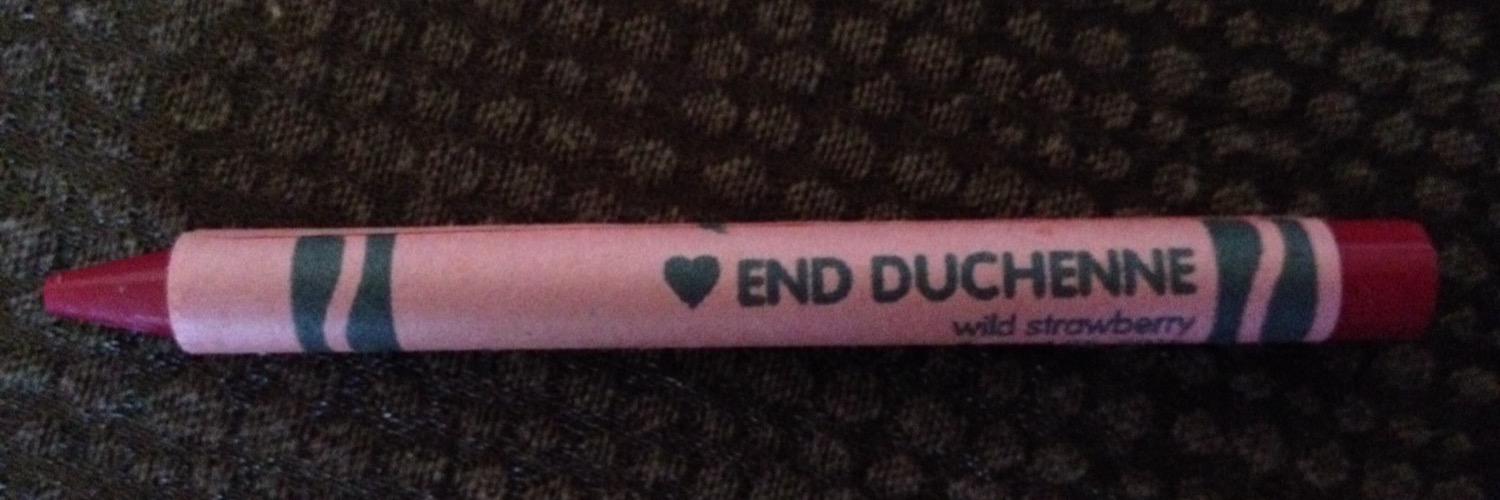 ♥ END DUCHENNE
wild strawberry